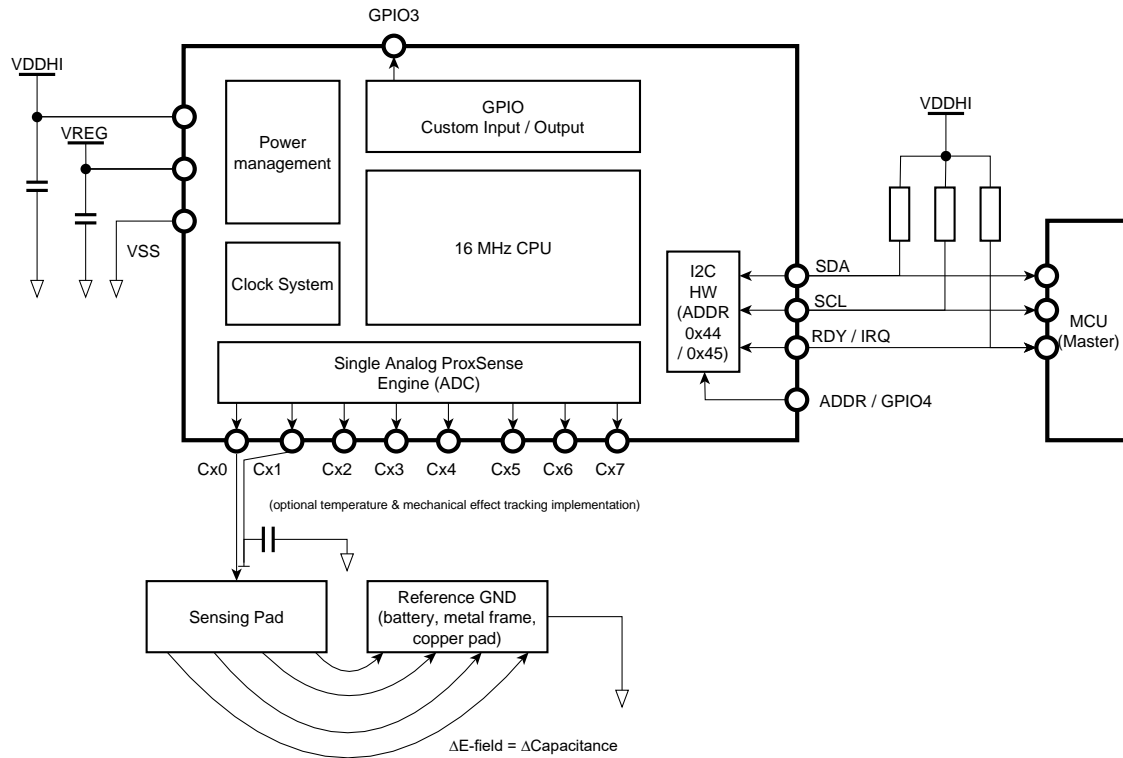 GPIO3
VDDHI
VREG
VSS
Power
management
GPIO
Custom Input / Output
Clock System
16 MHz CPU
I2C
HW
(ADDR
0x44
/ 0x45)
Single Analog ProxSense
Engine (ADC)
VDDHI
SDA
SCL
RDY / IRQ
ADDR / GPIO4
MCU
(Master)
Cx0
Cx1
Cx2
Cx3
Cx4
Cx5
Cx6
Cx7
(optional temperature & mechanical effect tracking implementation)
Sensing Pad
Reference GND
(battery, metal frame,
copper pad)
ΔE-field = ΔCapacitance